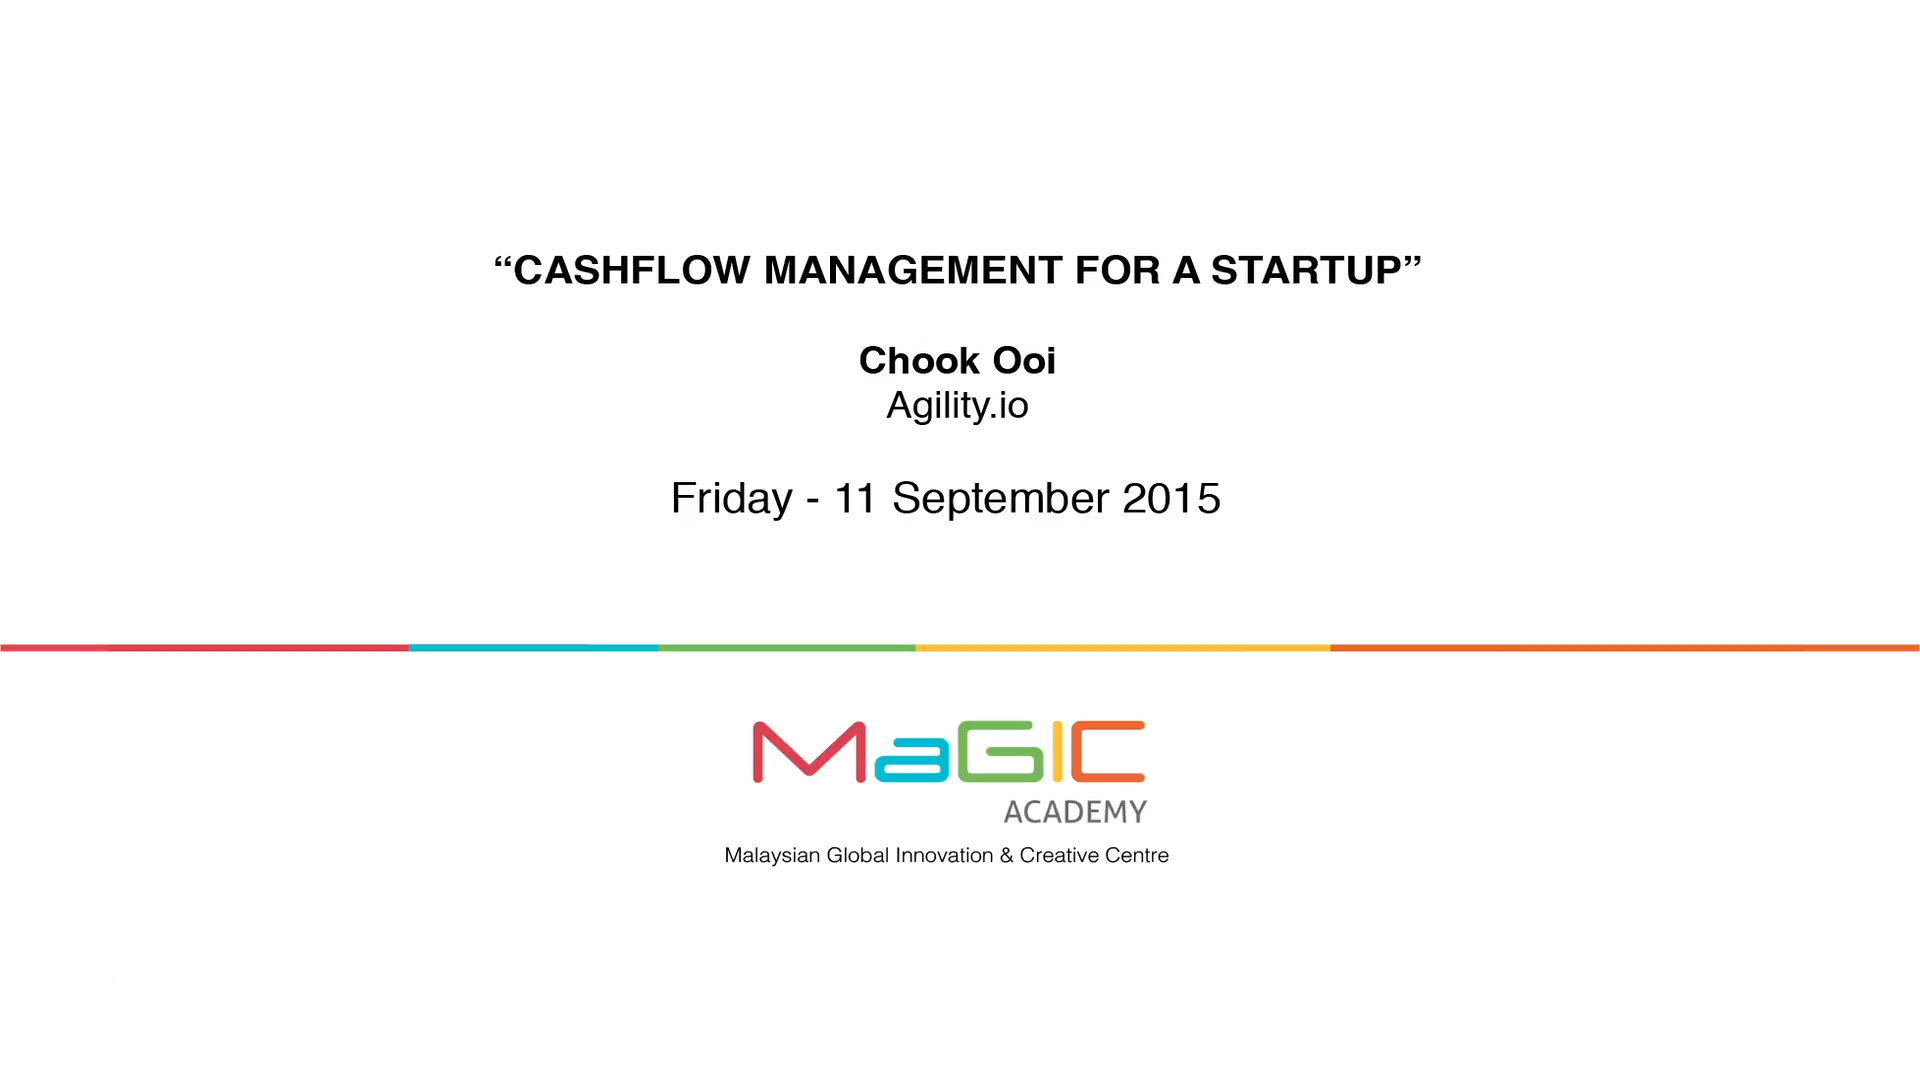 “CASHFLOW MANAGEMENT FOR A STARTUP”
Chook Ooi
Agility.io
Friday - 11 September 2015
MaGIC
ACADEMY
Malaysian Global Innovation & Creative Centre